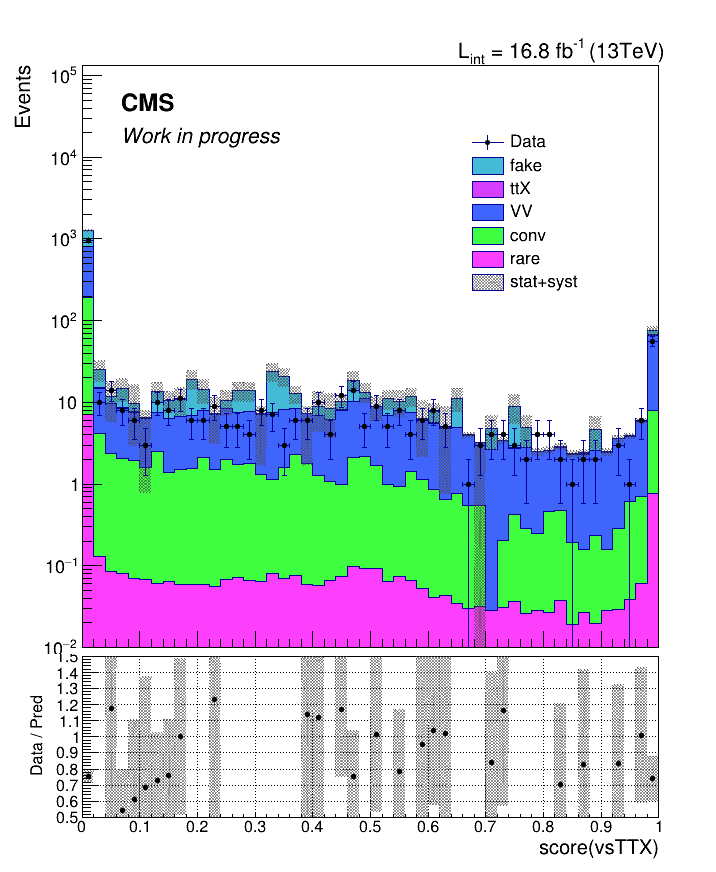 L_int = 16.8 fb^-1 (13TeV)
Events
CMS
Work in progress
Data
fake
ttX
VV
conv
rare
stat+syst
10^5
10^4
10^3
10^2
10
1
10^−1
10^−2
Data / Pred
1.5
1.4
1.3
1.2
1.1
1
0.9
0.8
0.7
0.6
0.5
0 0.1 0.2 0.3 0.4 0.5 0.6 0.7 0.8 0.9 1
score(vsTTX)